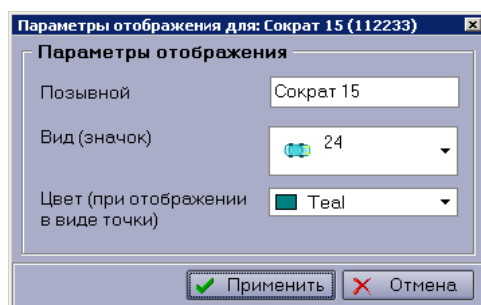 Параметры отображения для: Сократ 15 (112233)
Параметры отображения
Позывной
Сократ 15
Вид (значок)
24
Цвет (при отображении
в виде точки)
Teal
Применить
Отмена